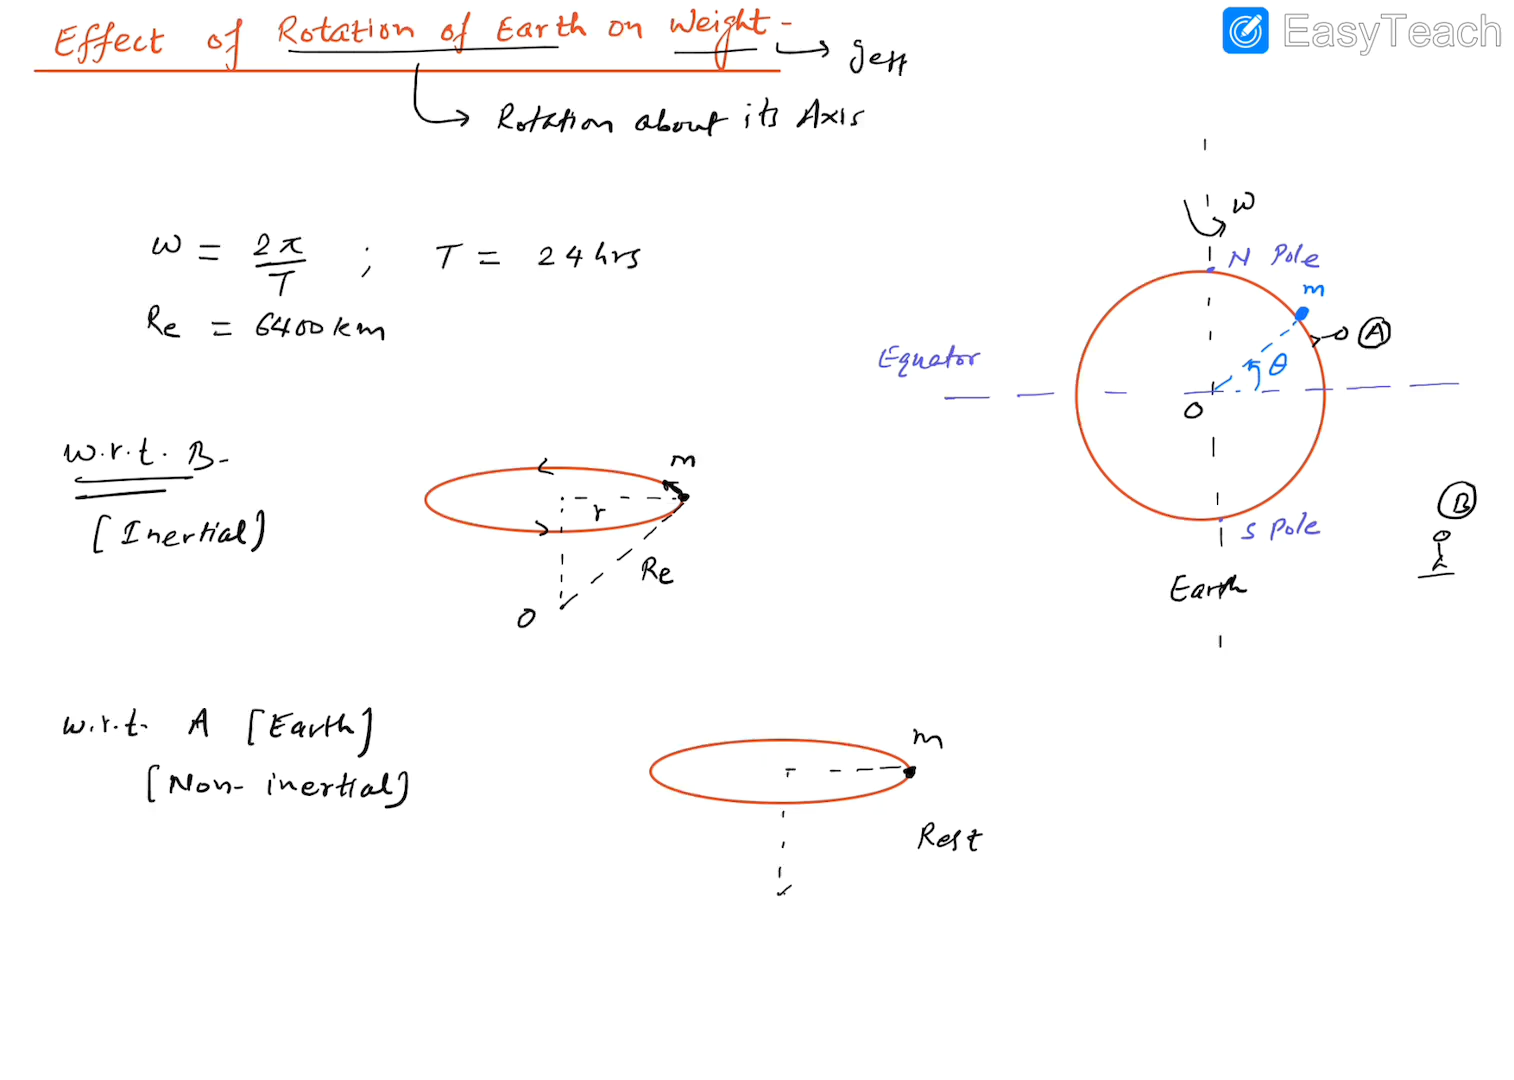 Effect of Rotation of Earth on Weight -
geff
Rotation about its Axis
EasyTeach
ω = 2π/T ; T = 24 hrs
Re = 6400 km
ω
N Pole
m
A
θ
Equator
O
S Pole
Earth
B
w.r.t. B-
[Inertial]
m
r
Re
O
w.r.t. A [Earth]
[Non-inertial]
m
Rest